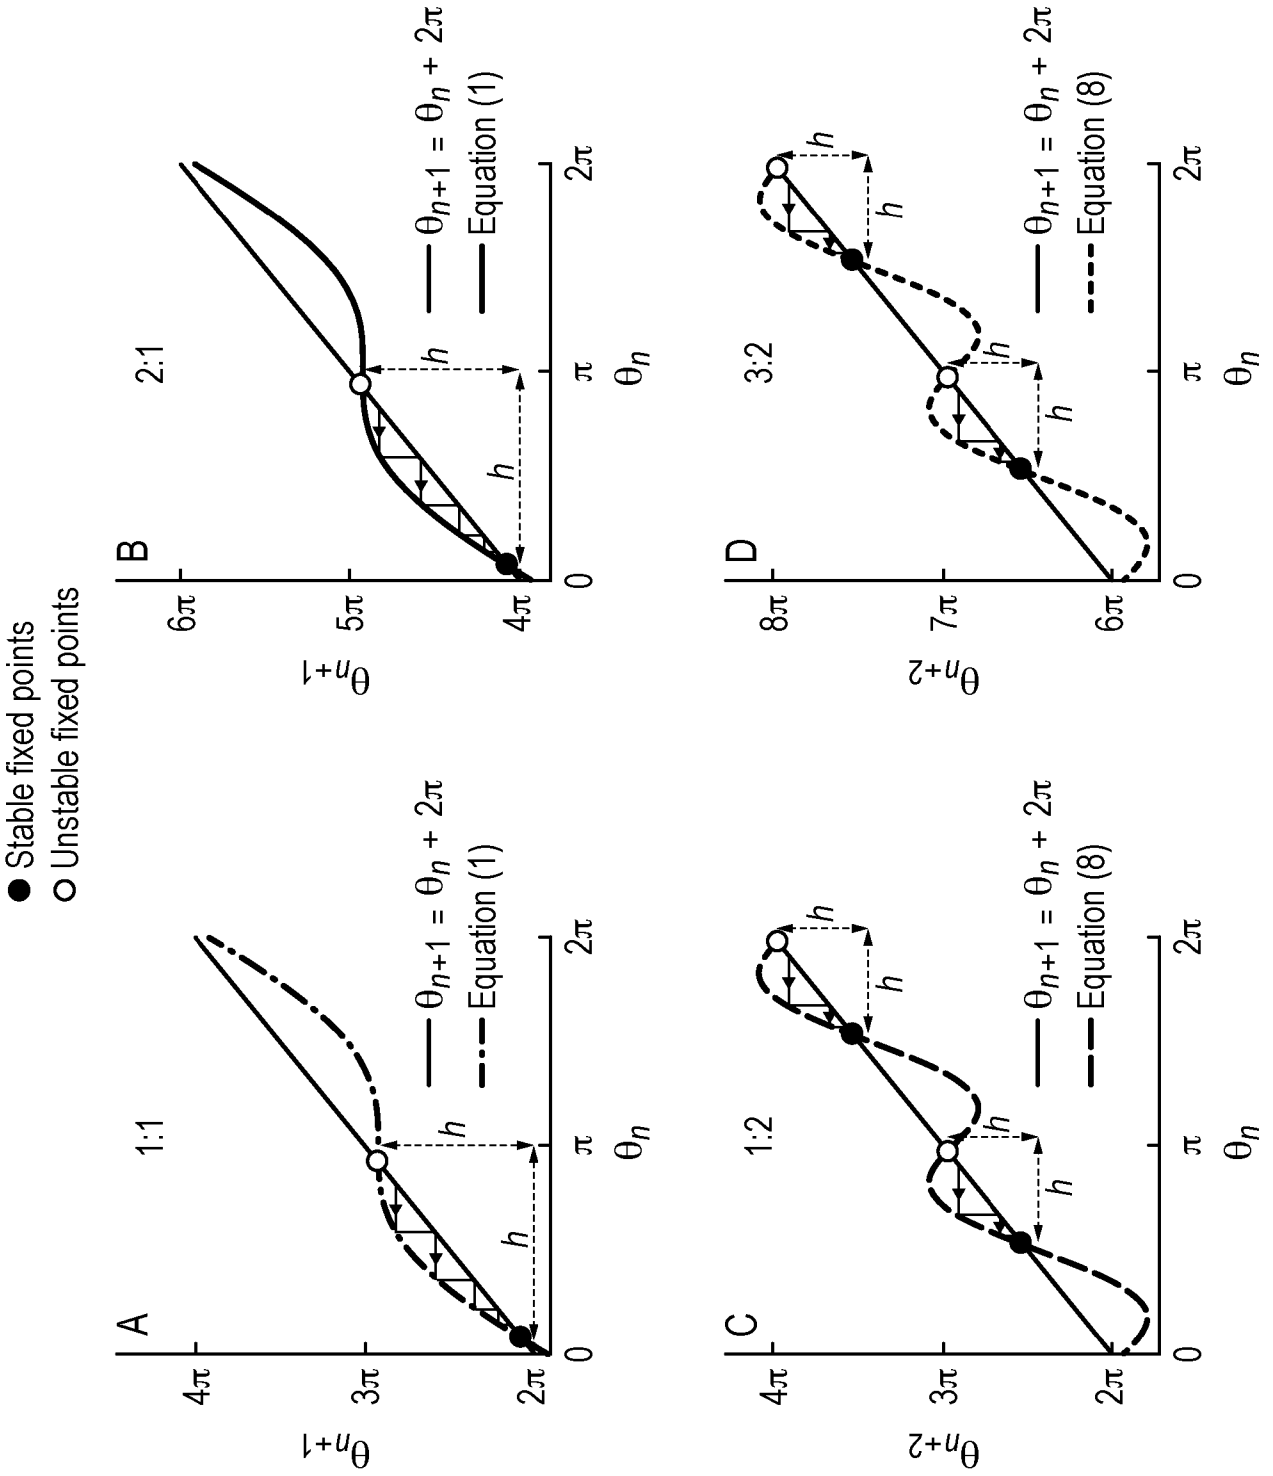 ● Stable fixed points
○ Unstable fixed points
A
1:1
θn+1
4π
3π
2π
h
h
0
π
2π
θn
θn+1 = θn + 2π
Equation (1)
B
2:1
θn+1
6π
5π
4π
h
h
0
π
2π
θn
θn+1 = θn + 2π
Equation (1)
C
1:2
θn+2
4π
3π
2π
h
h
h
h
0
π
2π
θn
θn+1 = θn + 2π
Equation (8)
D
3:2
θn+2
8π
7π
6π
h
h
h
h
0
π
2π
θn
θn+1 = θn + 2π
Equation (8)